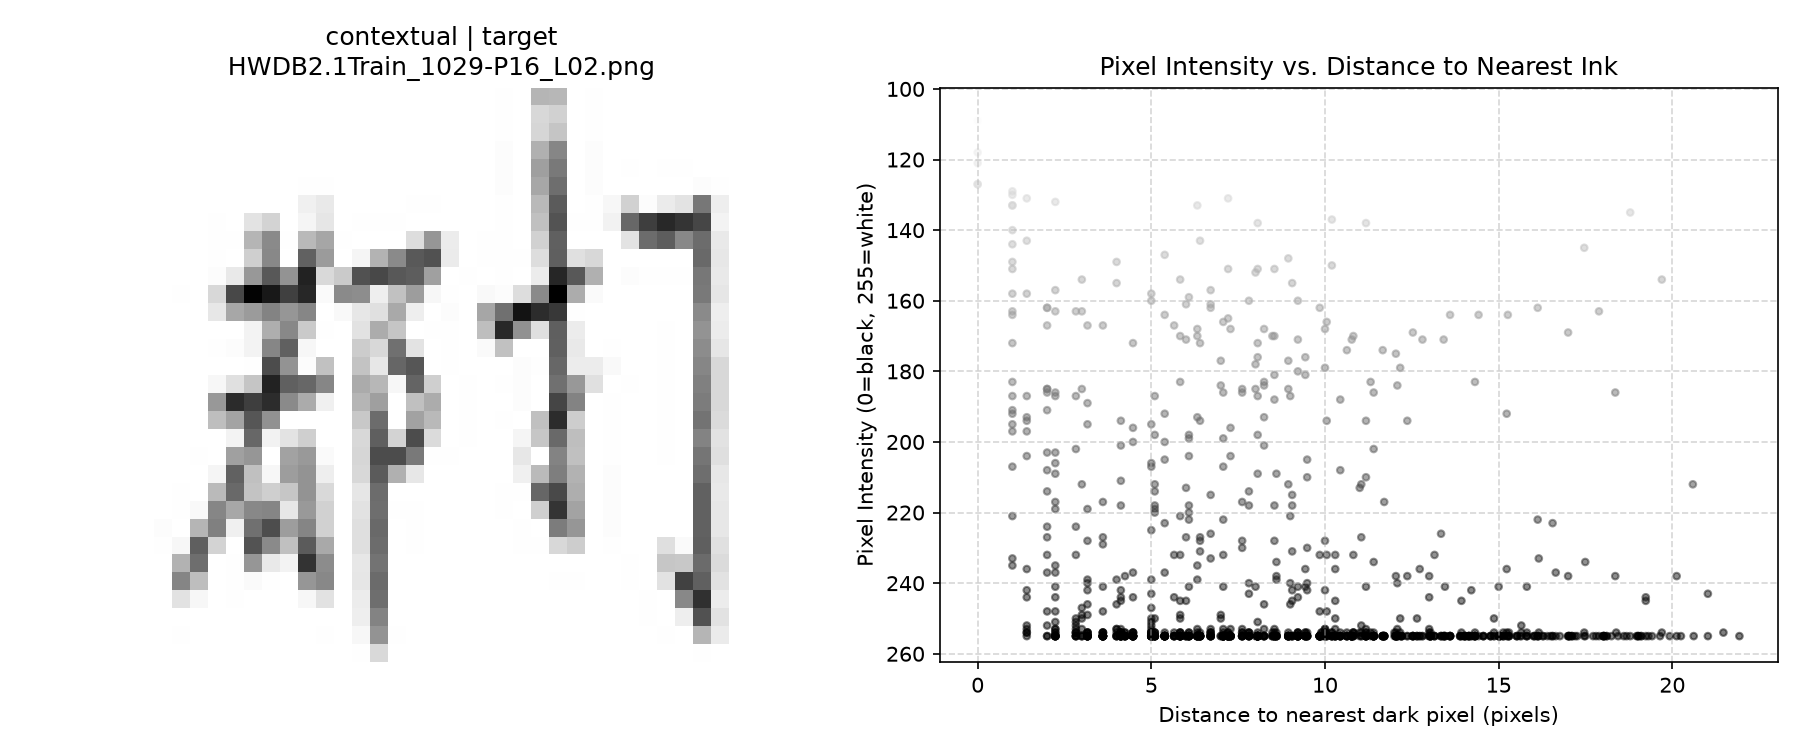 contextual | target
HWDB2.1Train_1029-P16_L02.png
Pixel Intensity vs. Distance to Nearest Ink
Pixel Intensity (0=black, 255=white)
100
120
140
160
180
200
220
240
260
0 5 10 15 20
Distance to nearest dark pixel (pixels)